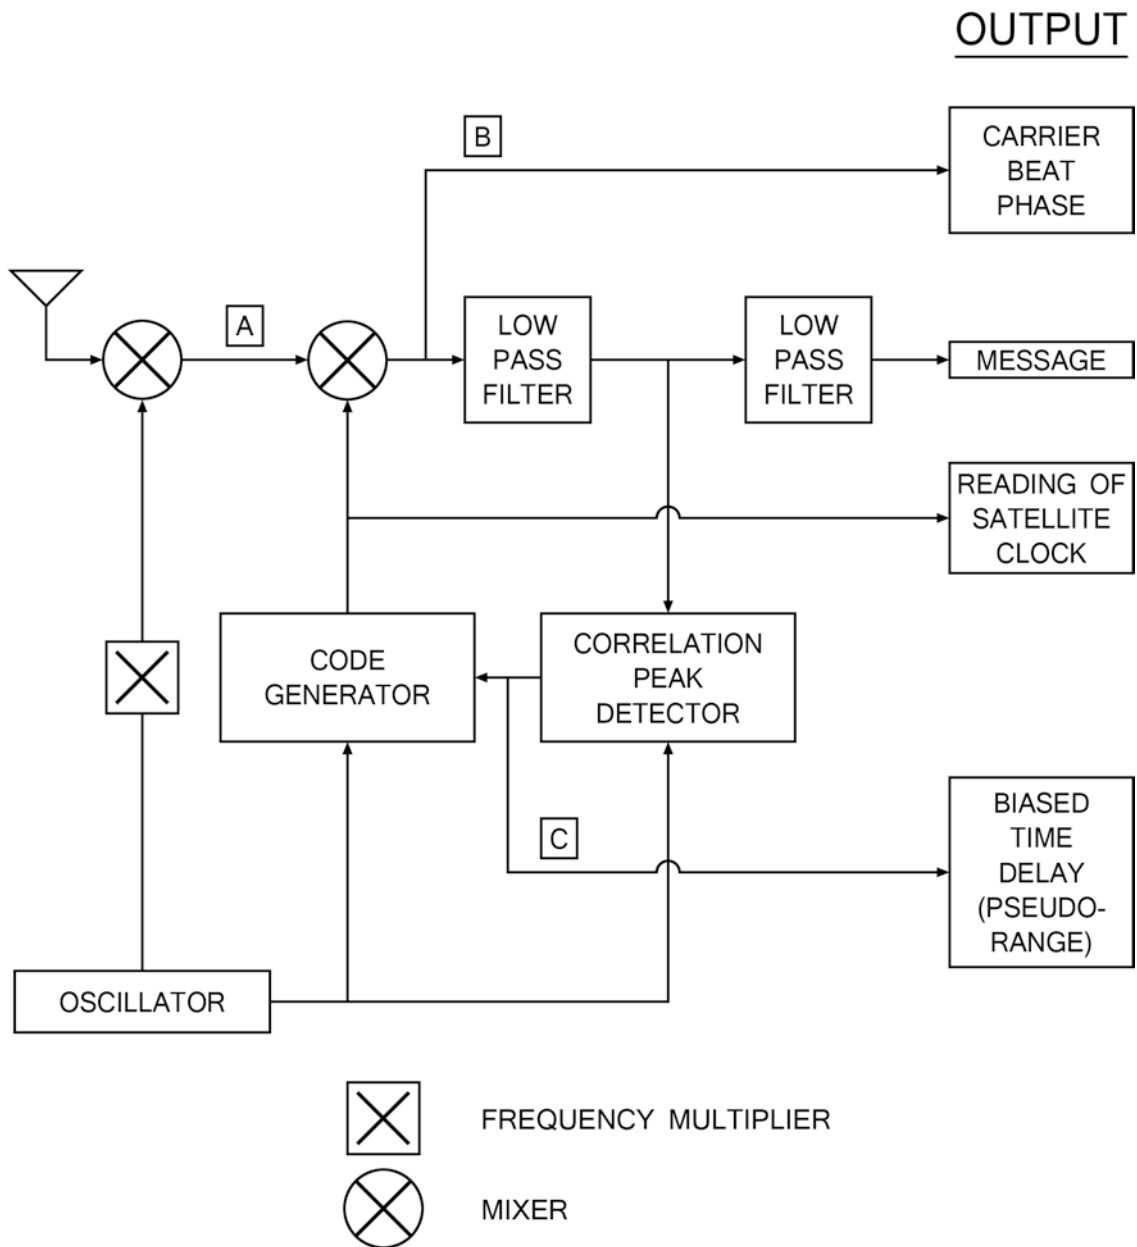 OUTPUT
B
CARRIER
BEAT
PHASE
A
LOW
PASS
FILTER
LOW
PASS
FILTER
MESSAGE
READING OF
SATELLITE
CLOCK
CODE
GENERATOR
CORRELATION
PEAK
DETECTOR
C
BIASED
TIME
DELAY
(PSEUDO-
RANGE)
OSCILLATOR
FREQUENCY MULTIPLIER
MIXER